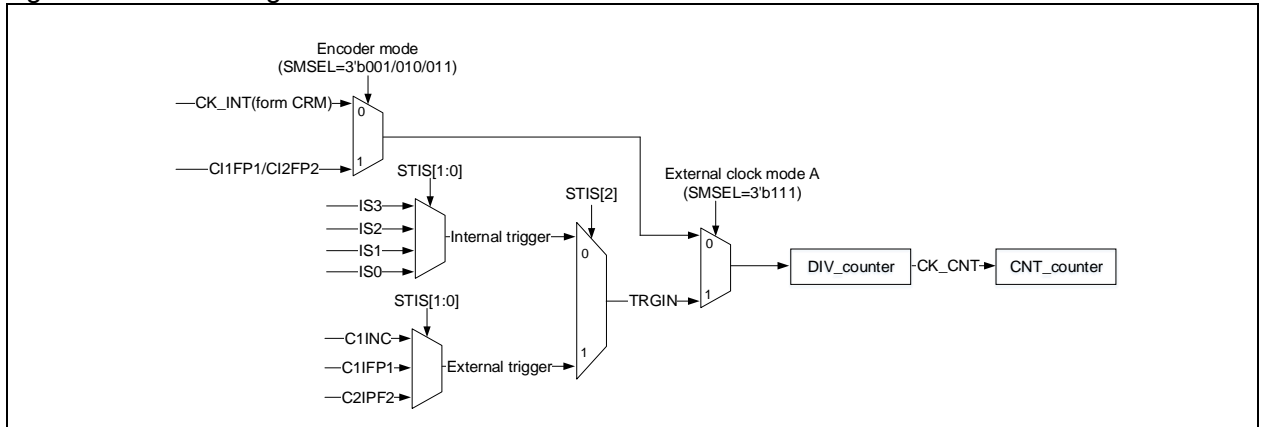 Encoder mode
(SMSEL=3'b001/010/011)
CK_INT(form CRM)
0
CI1FP1/CI2FP2
1
STIS[1:0]
IS3
IS2
IS1
IS0
Internal trigger
STIS[1:0]
C1INC
C1IFP1
C2IPF2
External trigger
STIS[2]
0
1
TRGIN
External clock mode A
(SMSEL=3'b111)
0
1
DIV_counter
CK_CNT
CNT_counter